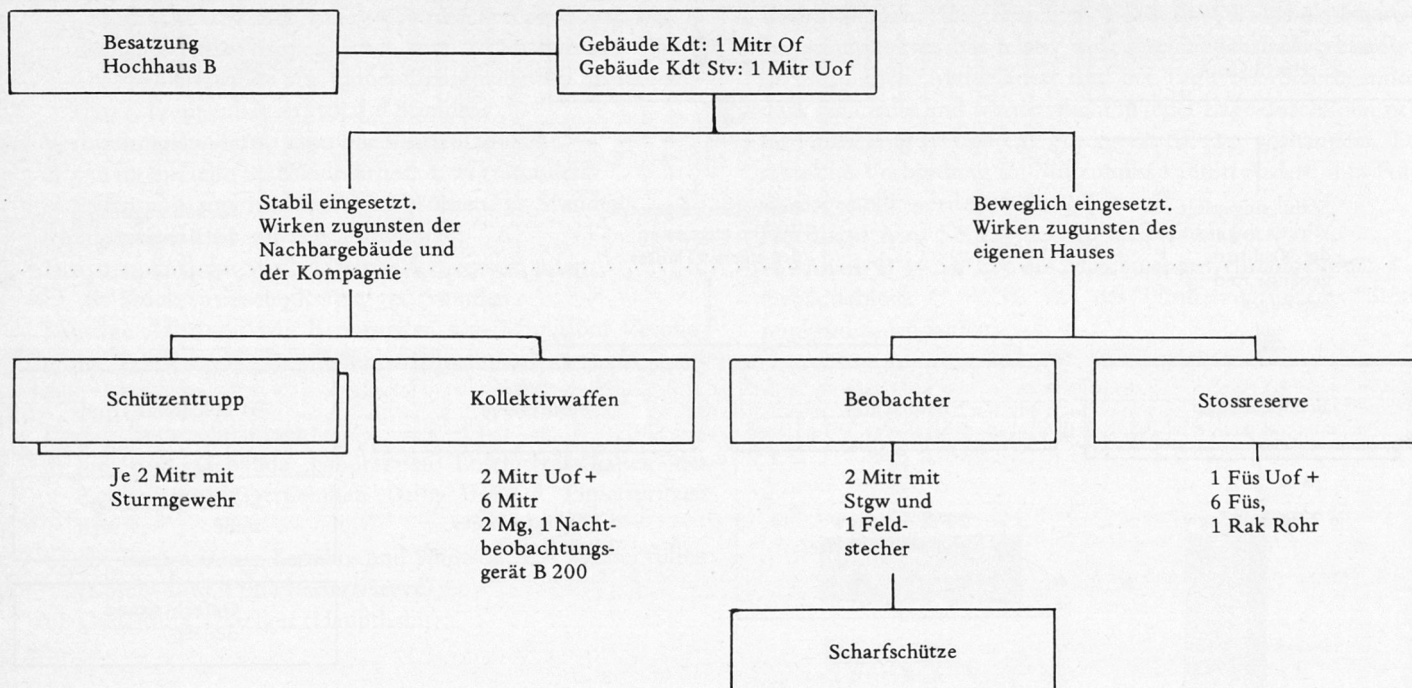 Besatzung
Hochhaus B
Gebäude Kdt: 1 Mitr Of
Gebäude Kdt Stv: 1 Mitr Uof
Stabil eingesetzt.
Wirken zugunsten der
Nachbargebäude und
der Kompagnie
Beweglich eingesetzt.
Wirken zugunsten des
eigenen Hauses
Schützentrupp
Kollektivwaffen
Beobachter
Stossreserve
Je 2 Mitr mit
Sturmgewehr
2 Mitr Uof +
6 Mitr
2 Mg, 1 Nacht-
beobachtungs-
gerät B 200
2 Mitr mit
Stgw und
1 Feld-
stecher
1 Füs Uof +
6 Füs,
1 Rak Rohr
Scharfschütze